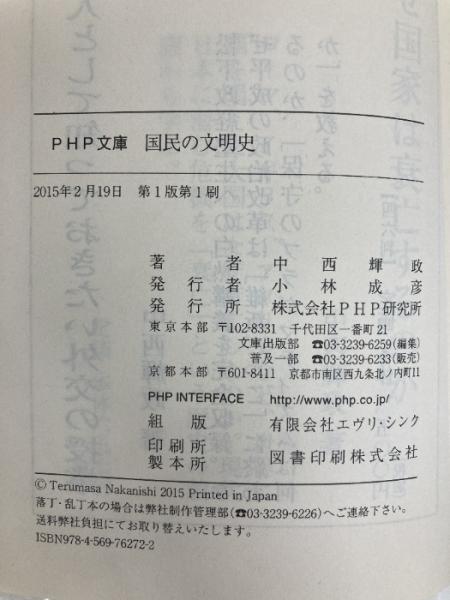 PHP文庫 国民の文明史
2015年2月19日 第1版第1刷
著者 中西輝政
発行者 小林成彦
発行所 株式会社PHP研究所
東京本部 〒102-8331 千代田区一番町21
文庫出版部 ☎03-3239-6259(編集)
普及一部 ☎03-3239-6233(販売)
京都本部 〒601-8411 京都市南区西九条北ノ内町11
PHP INTERFACE http://www.php.co.jp/
組版 有限会社エヴリ・シンク
印刷所
製本所 図書印刷株式会社
© Terumasa Nakanishi 2015 Printed in Japan
落丁・乱丁本の場合は弊社制作管理部(☎03-3239-6226)へご連絡下さい。
送料弊社負担にてお取り替えいたします。
ISBN978-4-569-76272-2